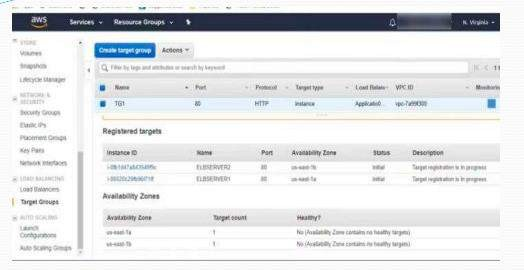 aws Services Resource Groups N. Virginia
STORE
Volumes
Snapshots
Lifecycle Manager
NETWORK & SECURITY
Security Groups
Elastic IPs
Placement Groups
Key Pairs
Network Interfaces
LOAD BALANCING
Load Balancers
Target Groups
AUTO SCALING
Launch Configurations
Auto Scaling Groups
Create target group Actions
Filter by tags and attributes or search by keyword
Name Port Protocol Target type Load Balanc VPC ID Monitorin
TG1 80 HTTP instance Applicatio0...
Registered targets
Instance ID Name Port Availability Zone Status Description
ELBSERVER2 80 us-east-1b initial Target registration is in progress
ELBSERVER1 80 us-east-1a initial Target registration is in progress
Availability Zones
Availability Zone Target count Healthy?
us-east-1a 1 No (Availability Zone contains no healthy targets)
us-east-1b 1 No (Availability Zone contains no healthy targets)